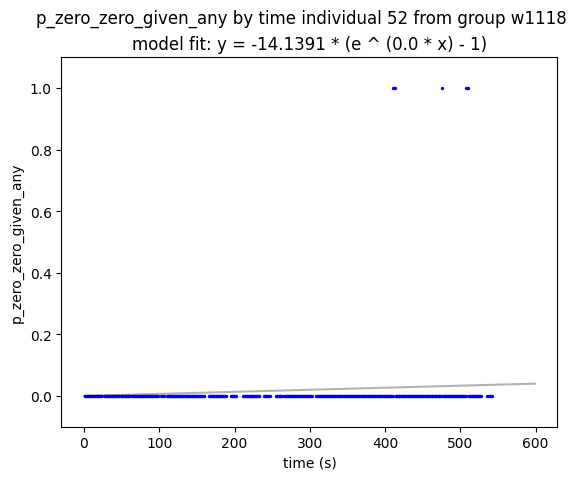 p_zero_zero_given_any by time individual 52 from group w1118
model fit: y = -14.1391 * (e ^ (0.0 * x) - 1)
1.0
0.8
0.6
0.4
0.2
0.0
p_zero_zero_given_any
0 100 200 300 400 500 600
time (s)